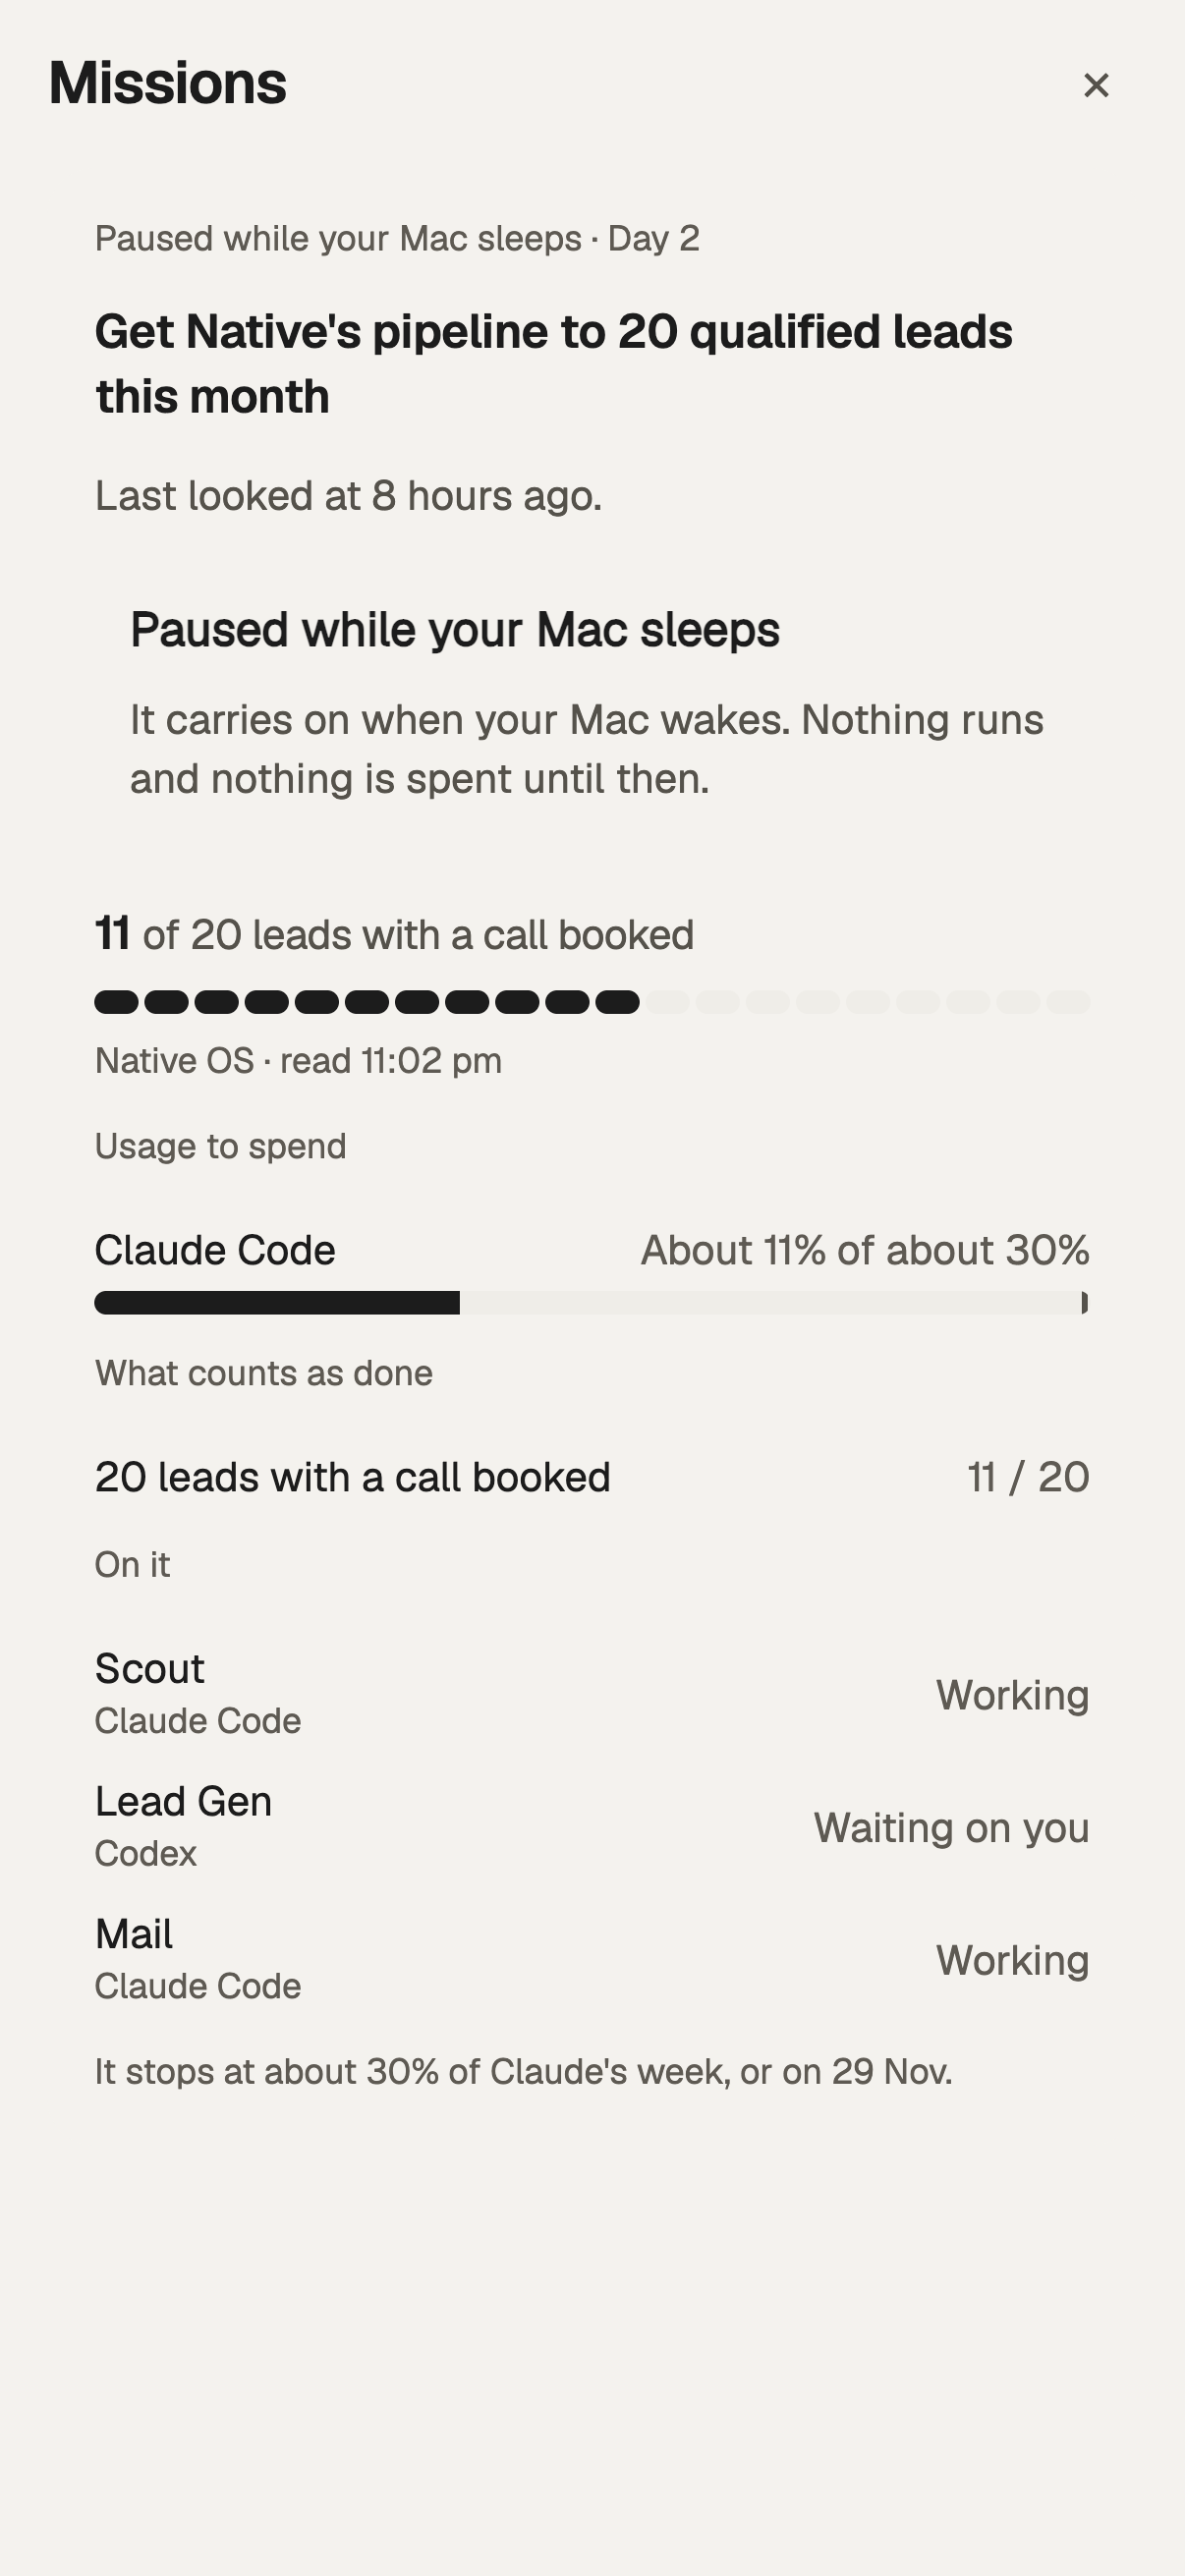 Missions
Paused while your Mac sleeps · Day 2
Get Native's pipeline to 20 qualified leads
this month
Last looked at 8 hours ago.
Paused while your Mac sleeps
It carries on when your Mac wakes. Nothing runs
and nothing is spent until then.
11 of 20 leads with a call booked
Native OS · read 11:02 pm
Usage to spend
Claude Code About 11% of about 30%
What counts as done
20 leads with a call booked 11 / 20
On it
Scout
Claude Code
Working
Lead Gen
Codex
Waiting on you
Mail
Claude Code
Working
It stops at about 30% of Claude's week, or on 29 Nov.